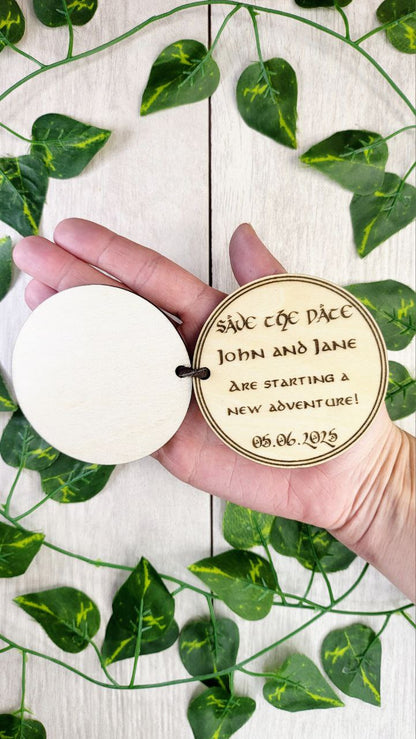 SAVE THE DATE
John and Jane
Are starting a
new adventure!
05.06.2025